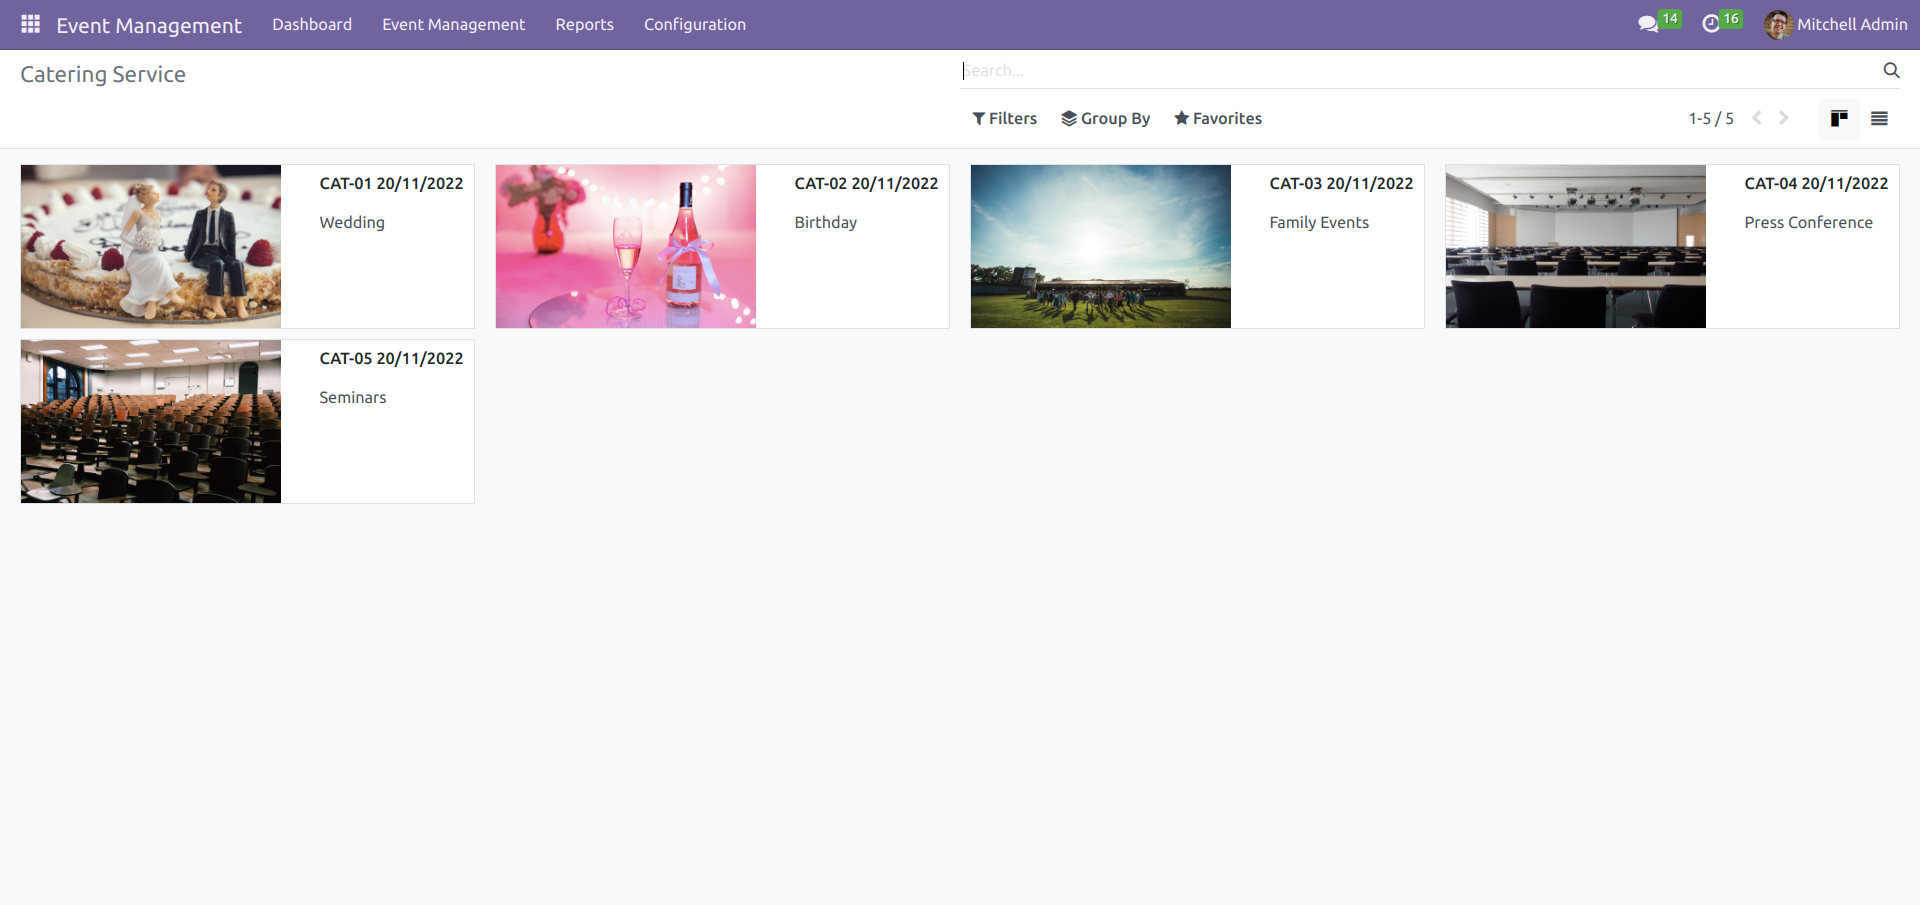 Event Management Dashboard Event Management Reports Configuration 14 16 Mitchell Admin
Catering Service Search...
Filters Group By Favorites 1-5 / 5
CAT-01 20/11/2022
Wedding
CAT-02 20/11/2022
Birthday
CAT-03 20/11/2022
Family Events
CAT-04 20/11/2022
Press Conference
CAT-05 20/11/2022
Seminars